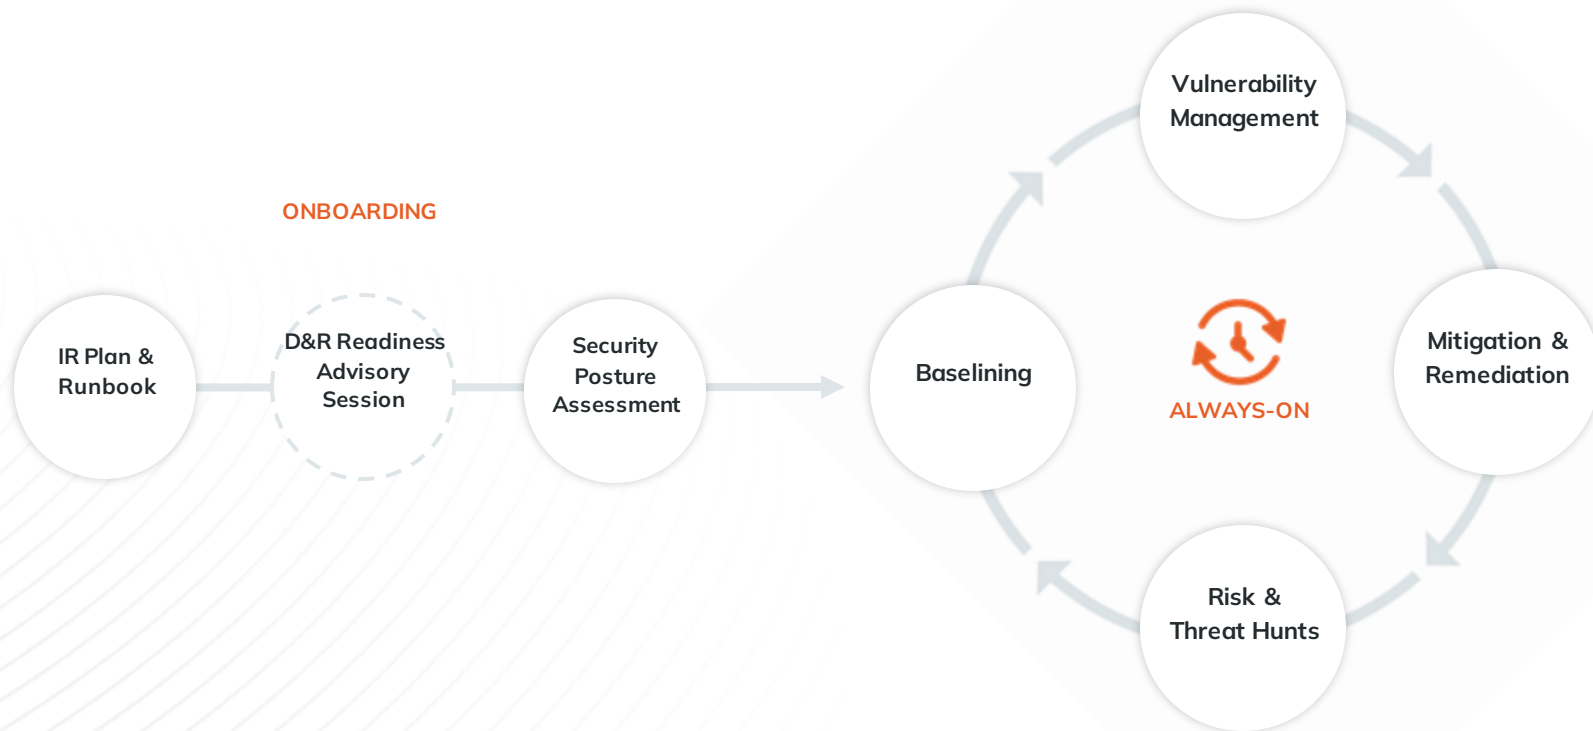 ONBOARDING
IR Plan &
Runbook
D&R Readiness
Advisory
Session
Security
Posture
Assessment
Baselining
Vulnerability
Management
Mitigation &
Remediation
Risk &
Threat Hunts
ALWAYS-ON